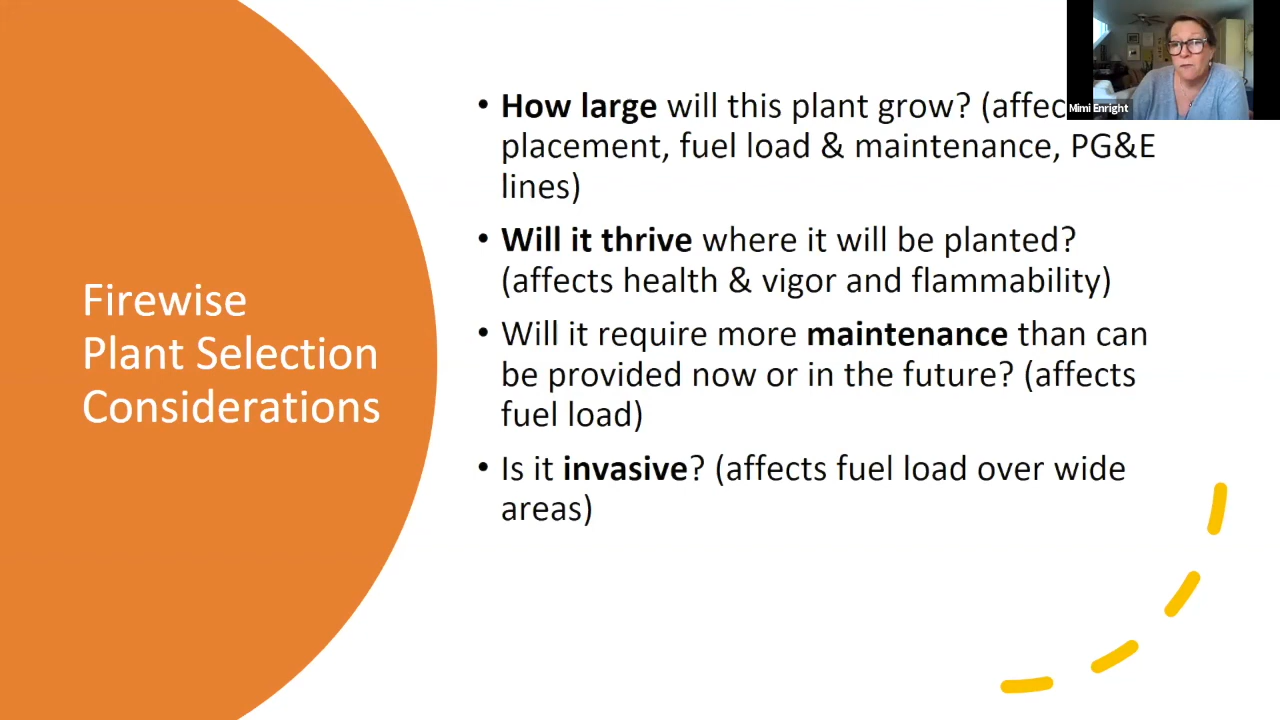 Firewise
Plant Selection
Considerations
• How large will this plant grow? (affec
placement, fuel load & maintenance, PG&E
lines)
• Will it thrive where it will be planted?
(affects health & vigor and flammability)
• Will it require more maintenance than can
be provided now or in the future? (affects
fuel load)
• Is it invasive? (affects fuel load over wide
areas)
Mimi Enright